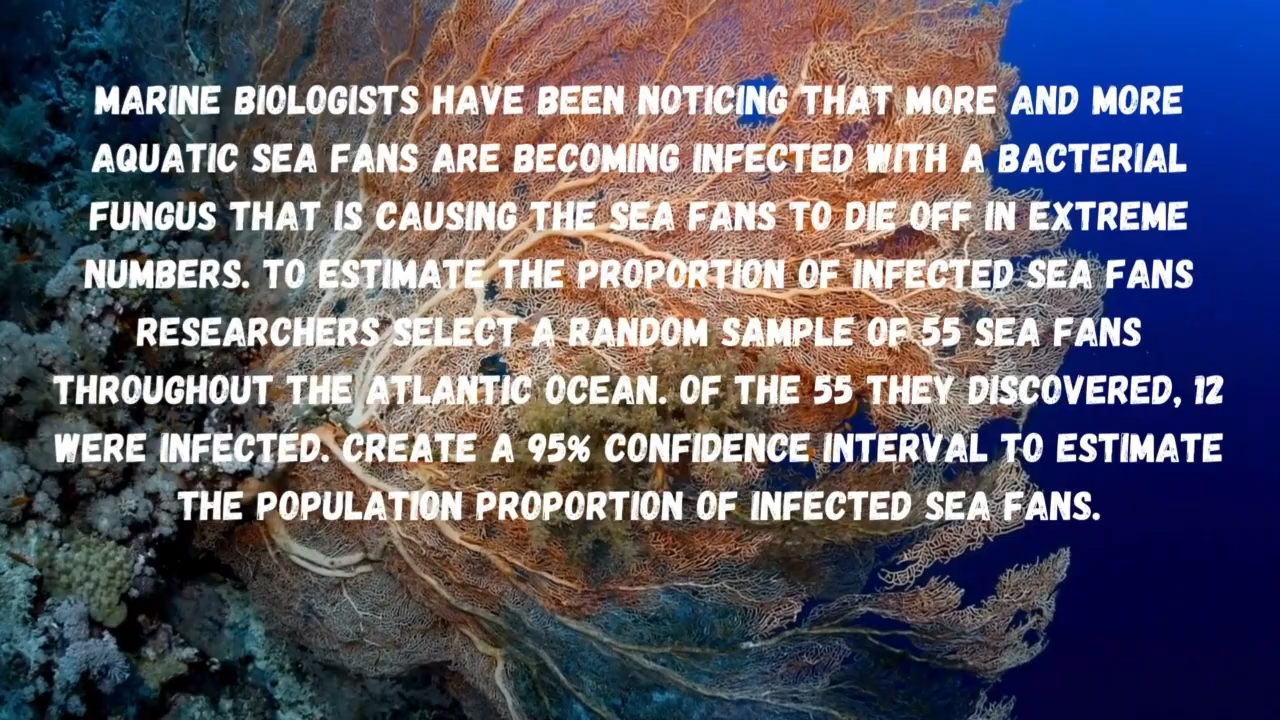 MARINE BIOLOGISTS HAVE BEEN NOTICING THAT MORE AND MORE
AQUATIC SEA FANS ARE BECOMING INFECTED WITH A BACTERIAL
FUNGUS THAT IS CAUSING THE SEA FANS TO DIE OFF IN EXTREME
NUMBERS. TO ESTIMATE THE PROPORTION OF INFECTED SEA FANS
RESEARCHERS SELECT A RANDOM SAMPLE OF 55 SEA FANS
THROUGHOUT THE ATLANTIC OCEAN. OF THE 55 THEY DISCOVERED, 12
WERE INFECTED. CREATE A 95% CONFIDENCE INTERVAL TO ESTIMATE
THE POPULATION PROPORTION OF INFECTED SEA FANS.